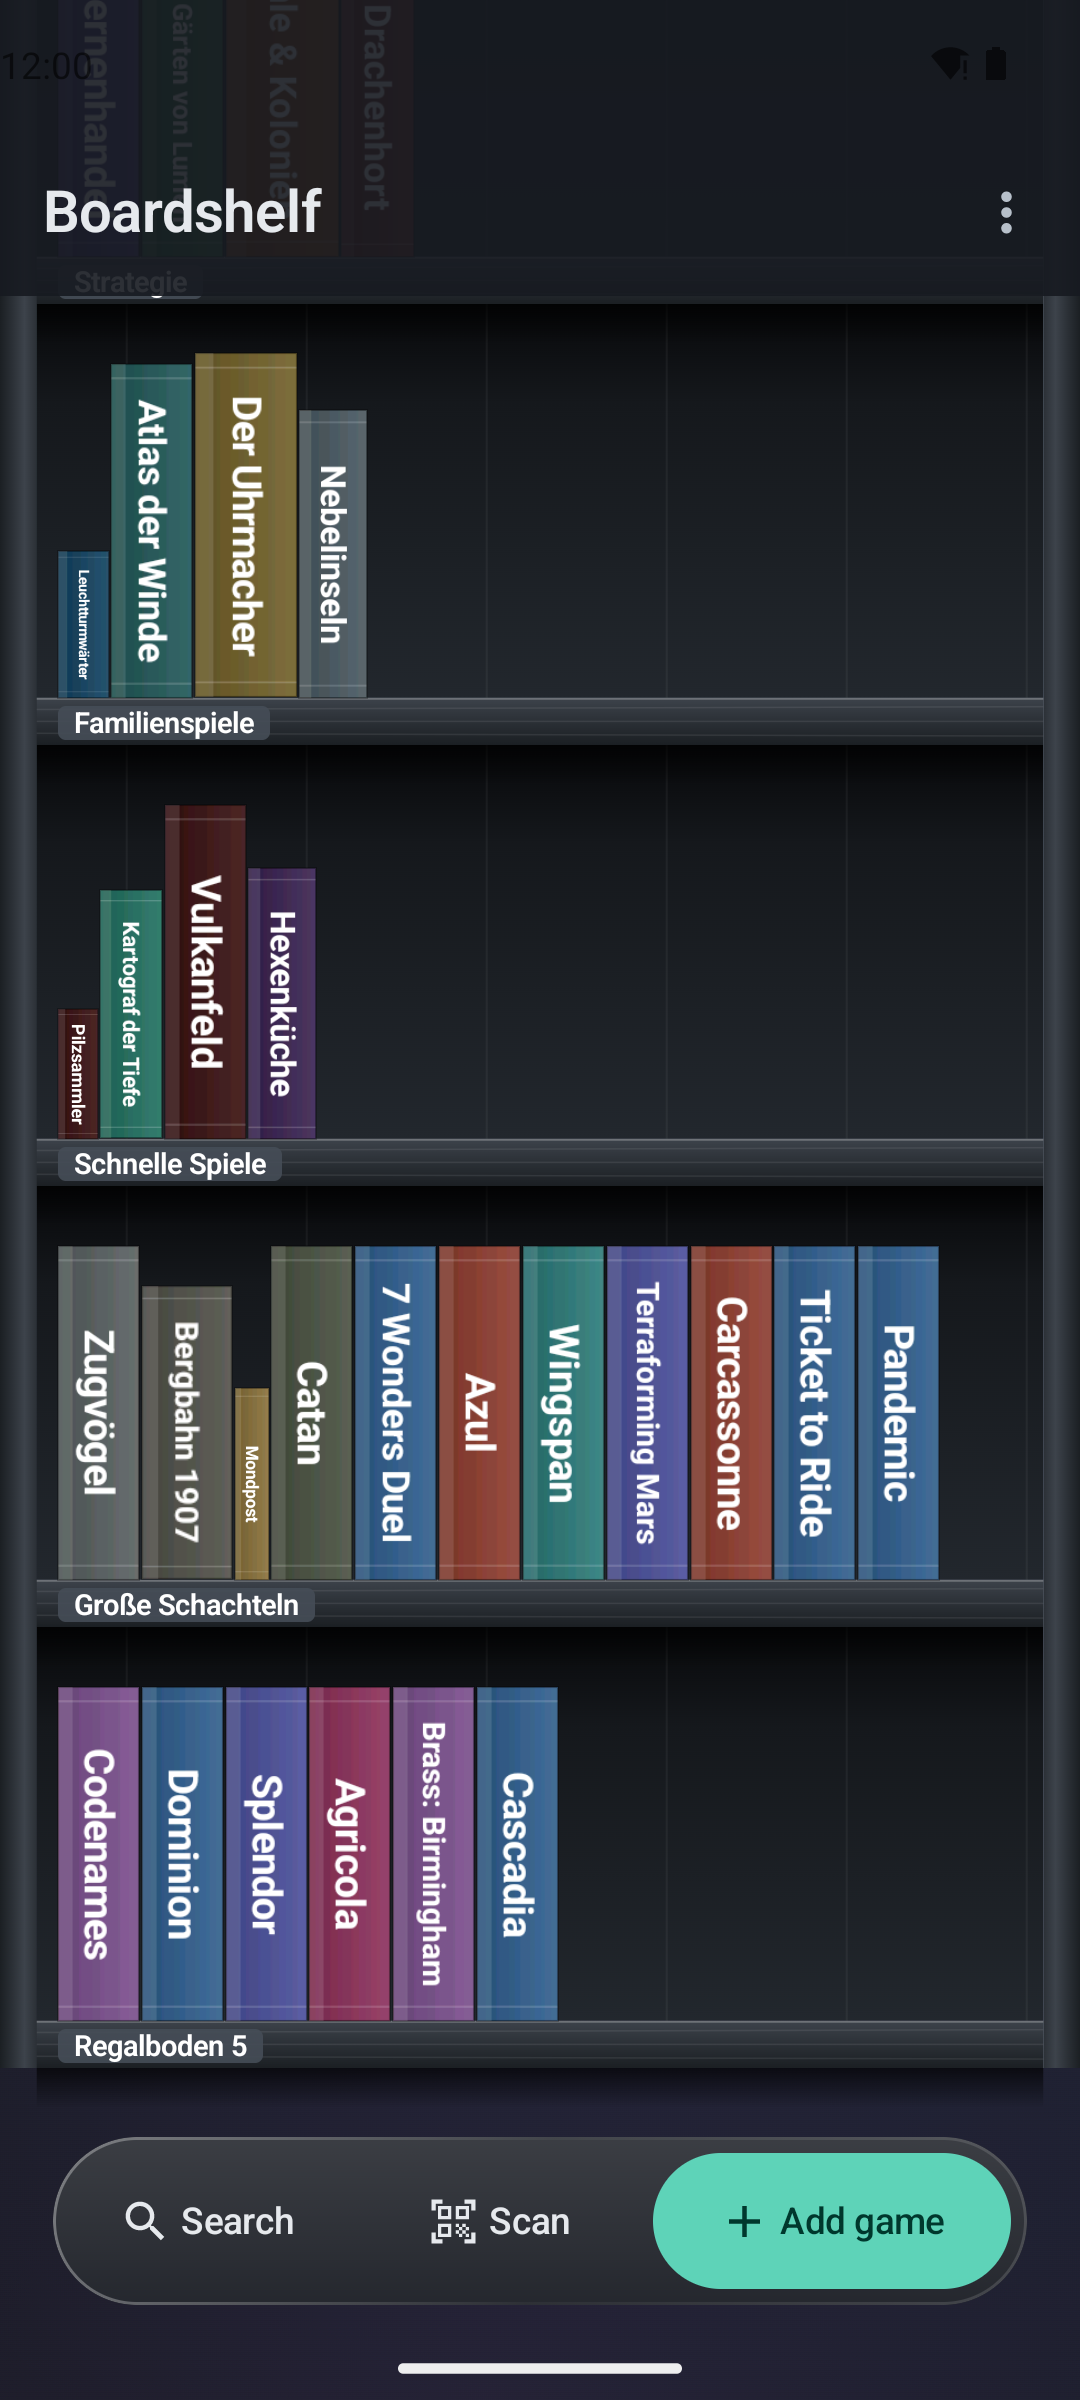 12:00
Drachenhort
Boardshelf
Strategie
Leuchtturmwärter
Atlas der Winde
Der Uhrmacher
Nebelinseln
Familienspiele
Pilzsammler
Kartograf der Tiefe
Vulkanfeld
Hexenküche
Schnelle Spiele
Zugvögel
Bergbahn 1907
Mondpost
Catan
7 Wonders Duel
Azul
Wingspan
Terraforming Mars
Carcassonne
Ticket to Ride
Pandemic
Große Schachteln
Codenames
Dominion
Splendor
Agricola
Brass: Birmingham
Cascadia
Regalboden 5
Search
Scan
Add game